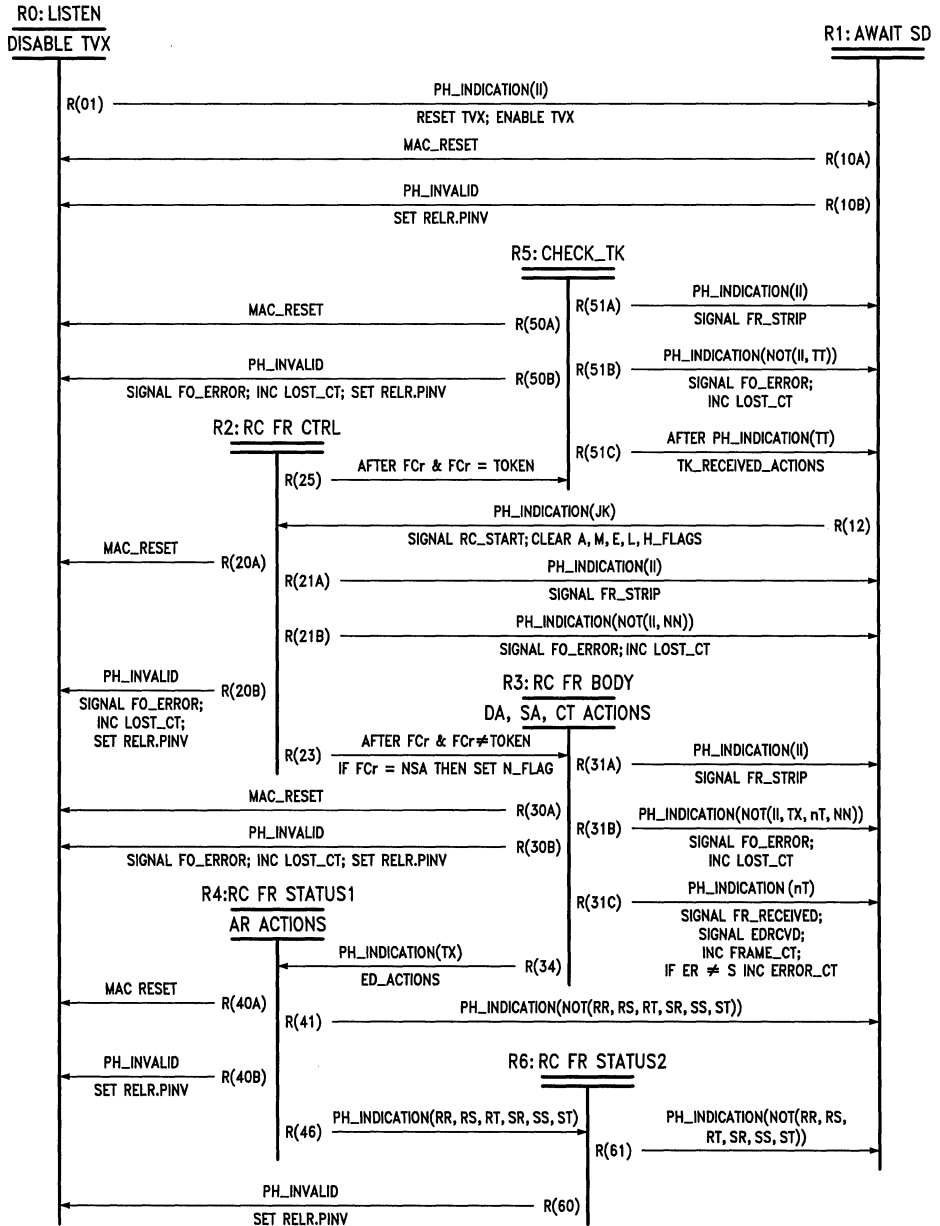 R0: LISTEN
DISABLE TVX
R1: AWAIT SD
PH_INDICATION(II)
R(01)
RESET TVX; ENABLE TVX
MAC_RESET
R(10A)
PH_INVALID
R(10B)
SET RELR.PINV
R5: CHECK_TK
PH_INDICATION(II)
R(51A)
SIGNAL FR_STRIP
MAC_RESET
R(50A)
PH_INDICATION(NOT(II, TT))
R(51B)
SIGNAL FO_ERROR;
INC LOST_CT
PH_INVALID
R(50B)
SIGNAL FO_ERROR; INC LOST_CT; SET RELR.PINV
R2: RC FR CTRL
AFTER PH_INDICATION(TT)
R(51C)
TK_RECEIVED_ACTIONS
AFTER FCr & FCr = TOKEN
R(25)
PH_INDICATION(JK)
R(12)
SIGNAL RC_START; CLEAR A, M, E, L, H_FLAGS
MAC_RESET
R(20A)
PH_INDICATION(II)
R(21A)
SIGNAL FR_STRIP
PH_INDICATION(NOT(II, NN))
R(21B)
SIGNAL FO_ERROR; INC LOST_CT
PH_INVALID
R(20B)
SIGNAL FO_ERROR;
INC LOST_CT;
SET RELR.PINV
R3: RC FR BODY
DA, SA, CT ACTIONS
AFTER FCr & FCr≠TOKEN
R(23)
IF FCr = NSA THEN SET N_FLAG
PH_INDICATION(II)
R(31A)
SIGNAL FR_STRIP
MAC_RESET
R(30A)
PH_INDICATION(NOT(II, TX, nT, NN))
R(31B)
SIGNAL FO_ERROR;
INC LOST_CT
PH_INVALID
R(30B)
SIGNAL FO_ERROR; INC LOST_CT; SET RELR.PINV
R4:RC FR STATUS1
AR ACTIONS
PH_INDICATION (nT)
R(31C)
SIGNAL FR_RECEIVED;
SIGNAL EDRCVD;
INC FRAME_CT;
IF ER ≠ S INC ERROR_CT
PH_INDICATION(TX)
R(34)
ED_ACTIONS
MAC RESET
R(40A)
PH_INDICATION(NOT(RR, RS, RT, SR, SS, ST))
R(41)
PH_INVALID
R(40B)
SET RELR.PINV
R6: RC FR STATUS2
PH_INDICATION(RR, RS, RT, SR, SS, ST)
R(46)
PH_INDICATION(NOT(RR, RS,
RT, SR, SS, ST))
R(61)
PH_INVALID
R(60)
SET RELR.PINV